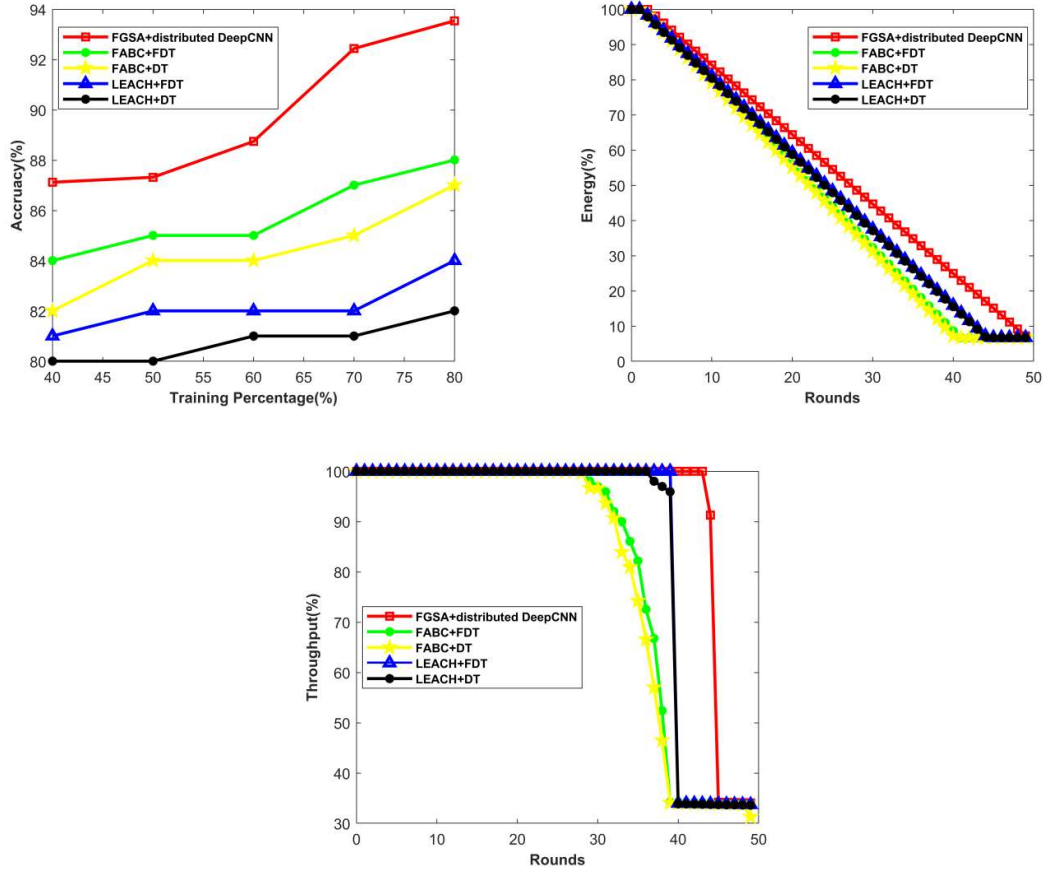 94
92
90
88
86
84
82
80
Accruacy(%)
FGSA+distributed DeepCNN
FABC+FDT
FABC+DT
LEACH+FDT
LEACH+DT
40 45 50 55 60 65 70 75 80
Training Percentage(%)
100
90
80
70
60
50
40
30
20
10
0
Energy(%)
FGSA+distributed DeepCNN
FABC+FDT
FABC+DT
LEACH+FDT
LEACH+DT
0 10 20 30 40 50
Rounds
100
90
80
70
60
50
40
30
Throughput(%)
FGSA+distributed DeepCNN
FABC+FDT
FABC+DT
LEACH+FDT
LEACH+DT
0 10 20 30 40 50
Rounds